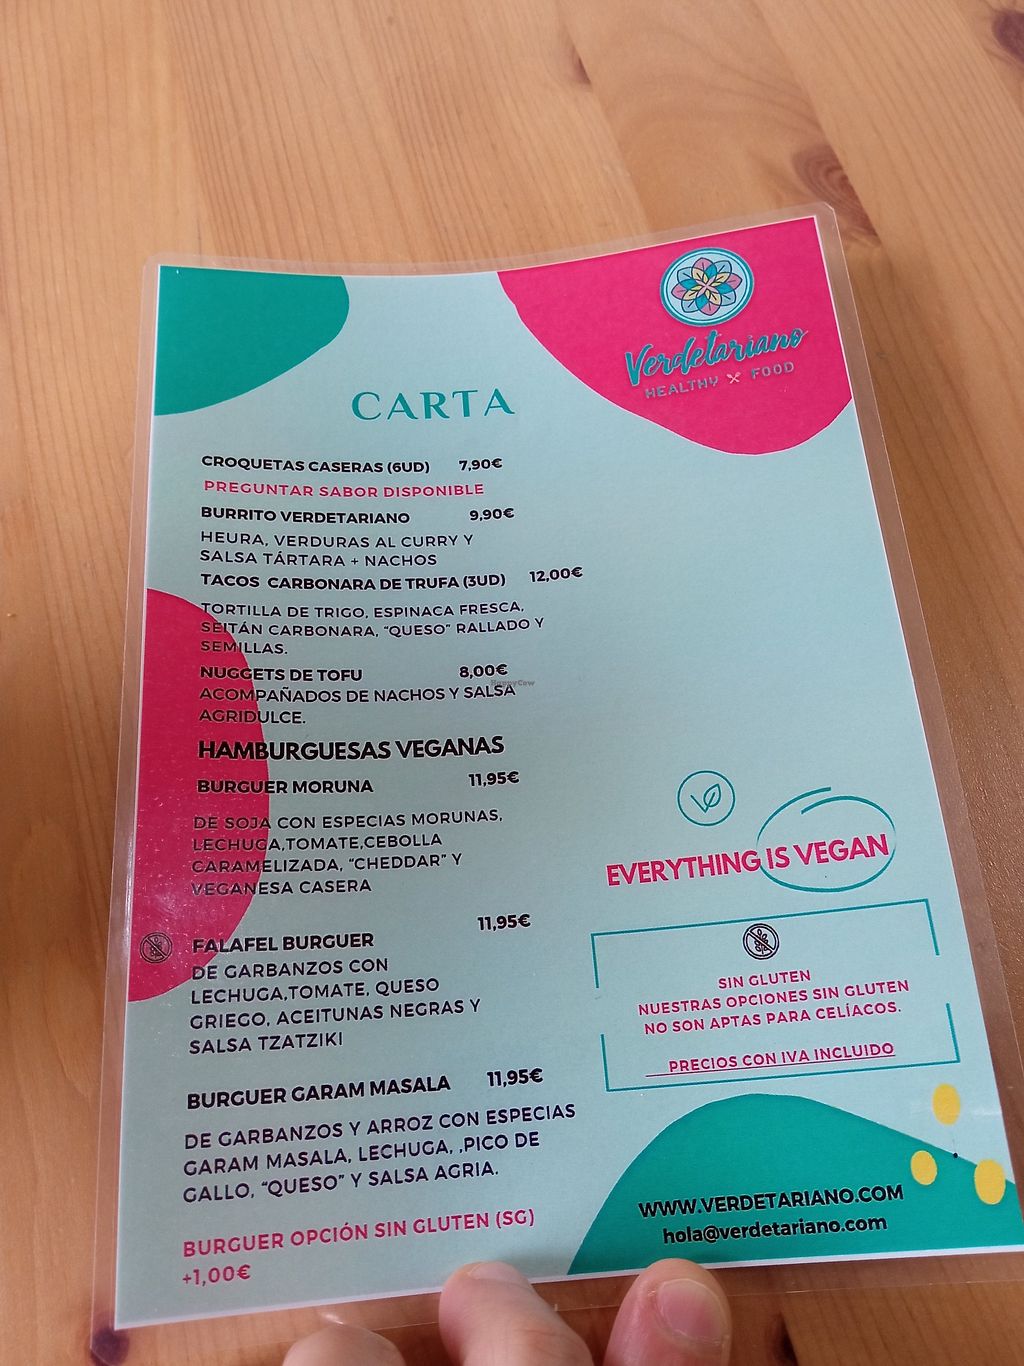 Verdetariano
HEALTHY FOOD
CARTA
CROQUETAS CASERAS (6UD) 7,90€
PREGUNTAR SABOR DISPONIBLE
BURRITO VERDETARIANO 9,90€
HEURA, VERDURAS AL CURRY Y
SALSA TÁRTARA + NACHOS
TACOS CARBONARA DE TRUFA (3UD) 12,00€
TORTILLA DE TRIGO, ESPINACA FRESCA,
SEITÁN CARBONARA, "QUESO" RALLADO Y
SEMILLAS.
NUGGETS DE TOFU 8,00€
HappyCow
ACOMPAÑADOS DE NACHOS Y SALSA
AGRIDULCE.
HAMBURGUESAS VEGANAS
BURGUER MORUNA 11,95€
DE SOJA CON ESPECIAS MORUNAS,
LECHUGA,TOMATE,CEBOLLA
CARAMELIZADA, "CHEDDAR" Y
VEGANESA CASERA
FALAFEL BURGUER 11,95€
DE GARBANZOS CON
LECHUGA,TOMATE, QUESO
GRIEGO, ACEITUNAS NEGRAS Y
SALSA TZATZIKI
BURGUER GARAM MASALA 11,95€
DE GARBANZOS Y ARROZ CON ESPECIAS
GARAM MASALA, LECHUGA, ,PICO DE
GALLO, "QUESO" Y SALSA AGRIA.
BURGUER OPCIÓN SIN GLUTEN (SG)
+1,00€
EVERYTHING IS VEGAN
SIN GLUTEN
NUESTRAS OPCIONES SIN GLUTEN
NO SON APTAS PARA CELÍACOS.
PRECIOS CON IVA INCLUIDO
WWW.VERDETARIANO.COM
hola@verdetariano.com